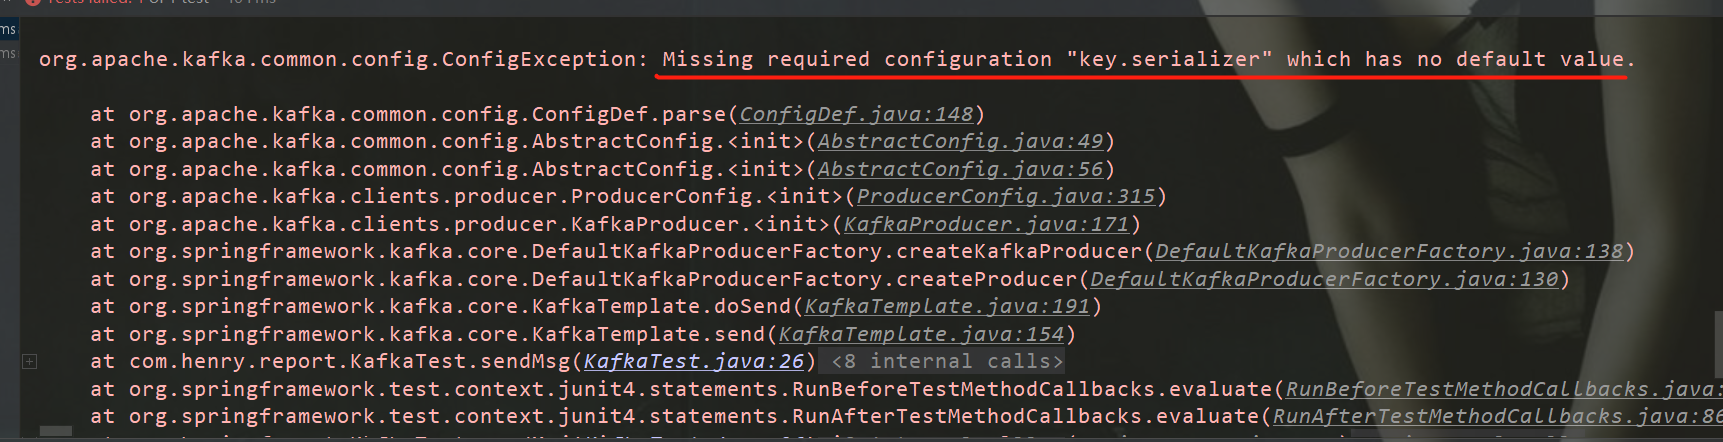 Tests failed: 1 of 1 test
ms
org.apache.kafka.common.config.ConfigException: Missing required configuration "key.serializer" which has no default value.
ms
at org.apache.kafka.common.config.ConfigDef.parse(ConfigDef.java:148)
at org.apache.kafka.common.config.AbstractConfig.<init>(AbstractConfig.java:49)
at org.apache.kafka.common.config.AbstractConfig.<init>(AbstractConfig.java:56)
at org.apache.kafka.clients.producer.ProducerConfig.<init>(ProducerConfig.java:315)
at org.apache.kafka.clients.producer.KafkaProducer.<init>(KafkaProducer.java:171)
at org.springframework.kafka.core.DefaultKafkaProducerFactory.createKafkaProducer(DefaultKafkaProducerFactory.java:138)
at org.springframework.kafka.core.DefaultKafkaProducerFactory.createProducer(DefaultKafkaProducerFactory.java:130)
at org.springframework.kafka.core.KafkaTemplate.doSend(KafkaTemplate.java:191)
at org.springframework.kafka.core.KafkaTemplate.send(KafkaTemplate.java:154)
at com.henry.report.KafkaTest.sendMsg(KafkaTest.java:26) <8 internal calls>
at org.springframework.test.context.junit4.statements.RunBeforeTestMethodCallbacks.evaluate(RunBeforeTestMethodCallbacks.java:
at org.springframework.test.context.junit4.statements.RunAfterTestMethodCallbacks.evaluate(RunAfterTestMethodCallbacks.java:86